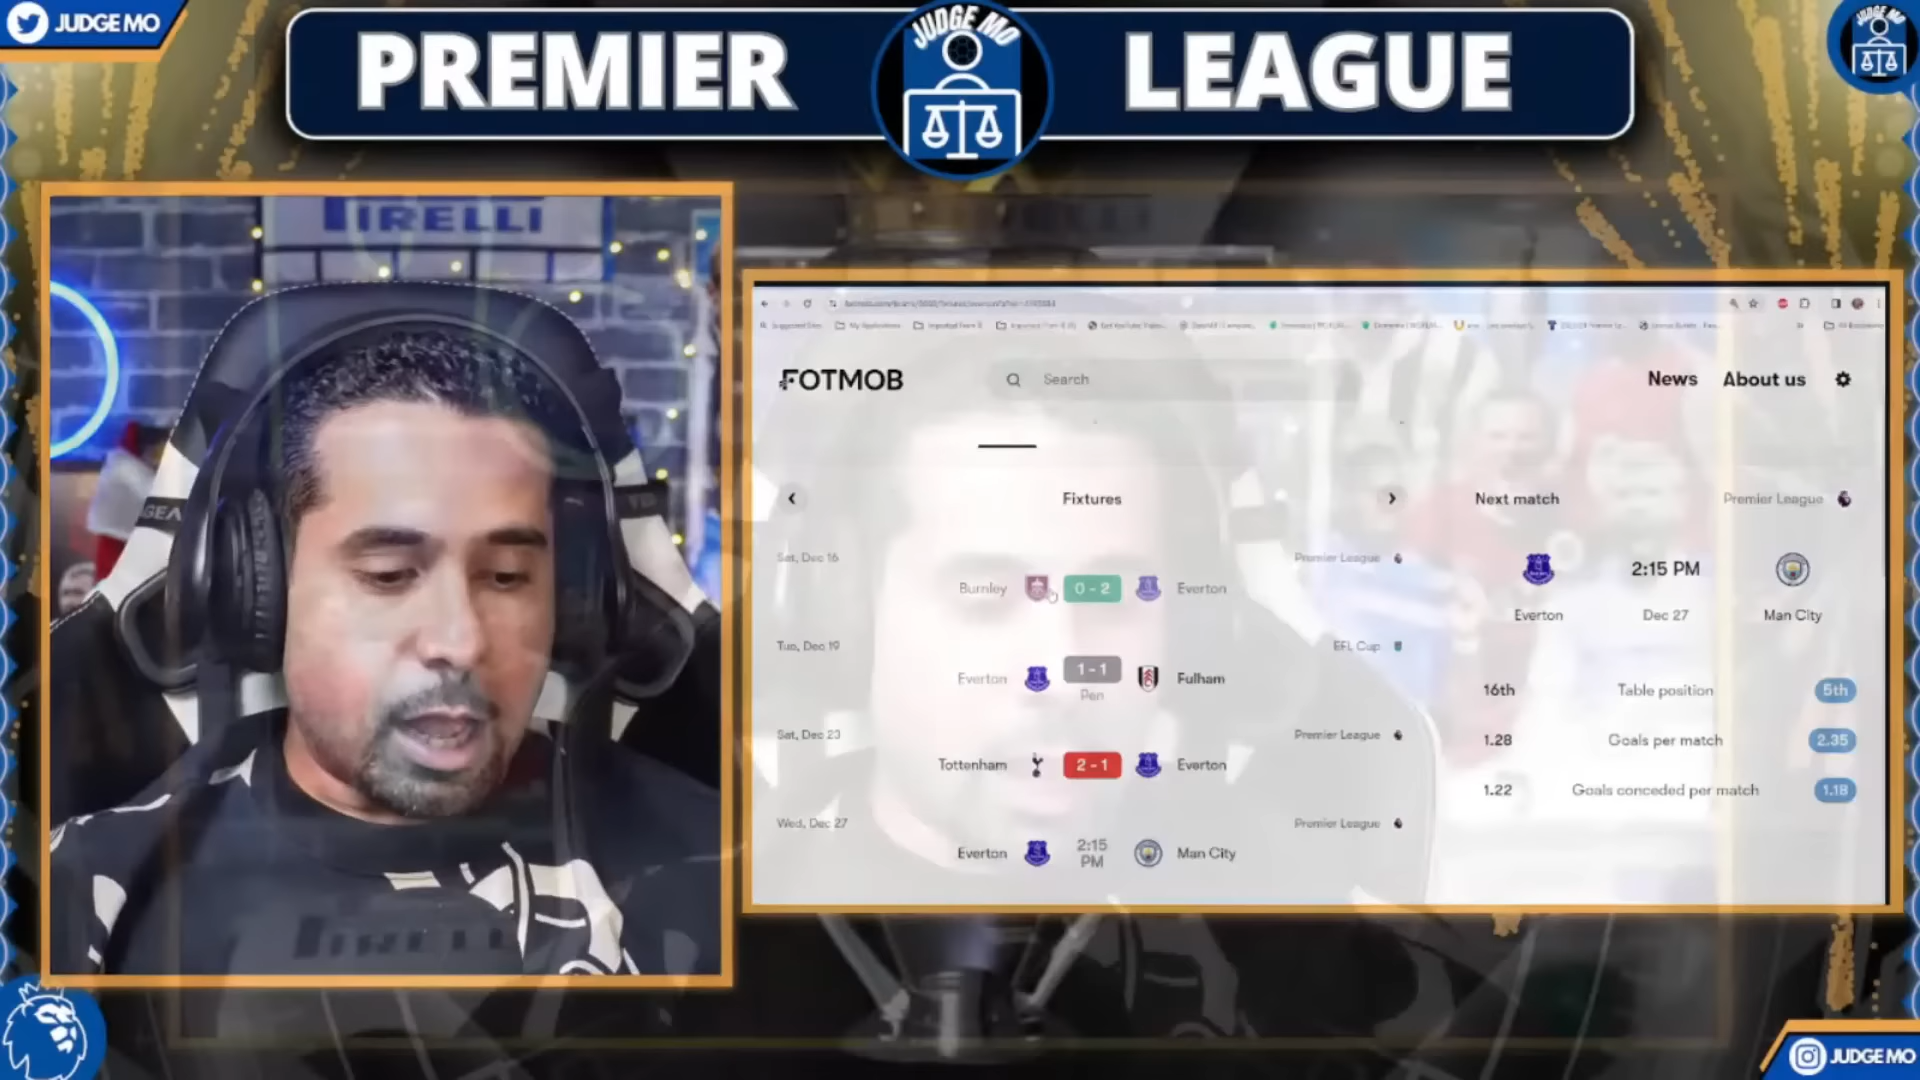 JUDGE MO
PREMIER
JUDGE MO
LEAGUE
JUDGE MO
PIRELLI
GEA
FOTMOB
Search
News
About us
Fixtures
Next match
Premier League
Sat, Dec 16
Premier League
Burnley
0 - 2
Everton
2:15 PM
Everton
Dec 27
Man City
Tue, Dec 19
EFL Cup
Everton
1 - 1
Pen
Fulham
16th
Table position
5th
Sat, Dec 23
Premier League
1.28
Goals per match
2.35
Tottenham
2 - 1
Everton
1.22
Goals conceded per match
1.18
Wed, Dec 27
Premier League
Everton
2:15
PM
Man City
JUDGE MO